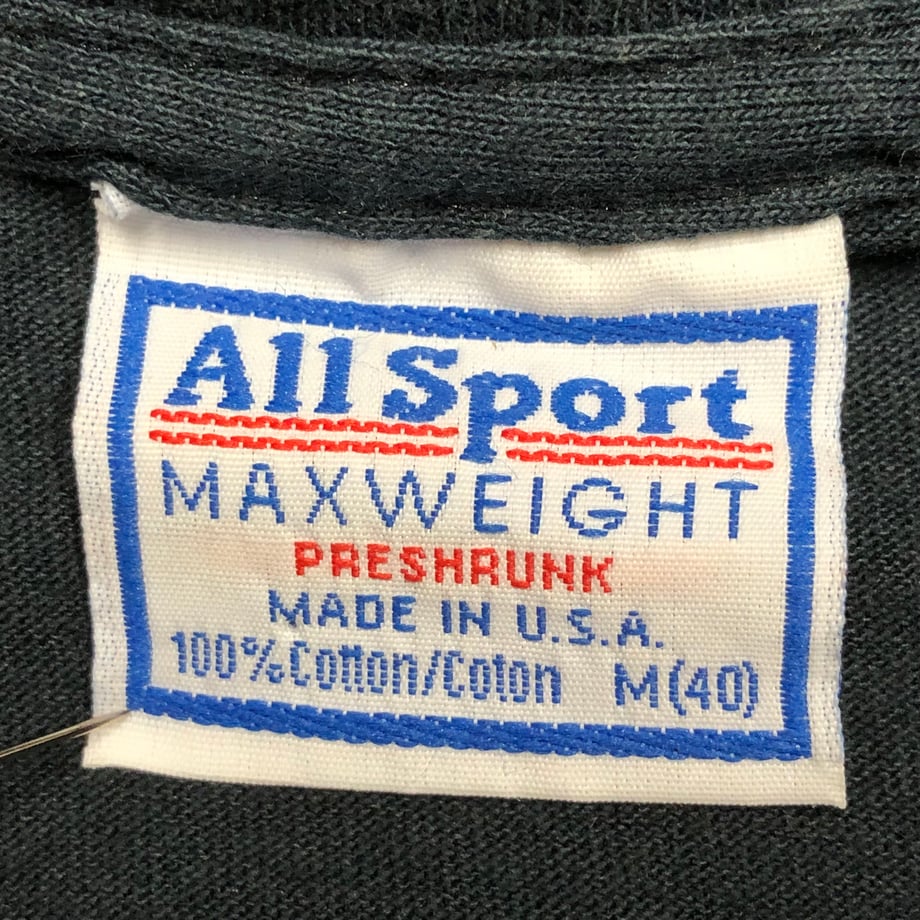 All Sport
MAXWEIGHT
PRESHRUNK
MADE IN U.S.A.
100% Cotton/Coton M(40)